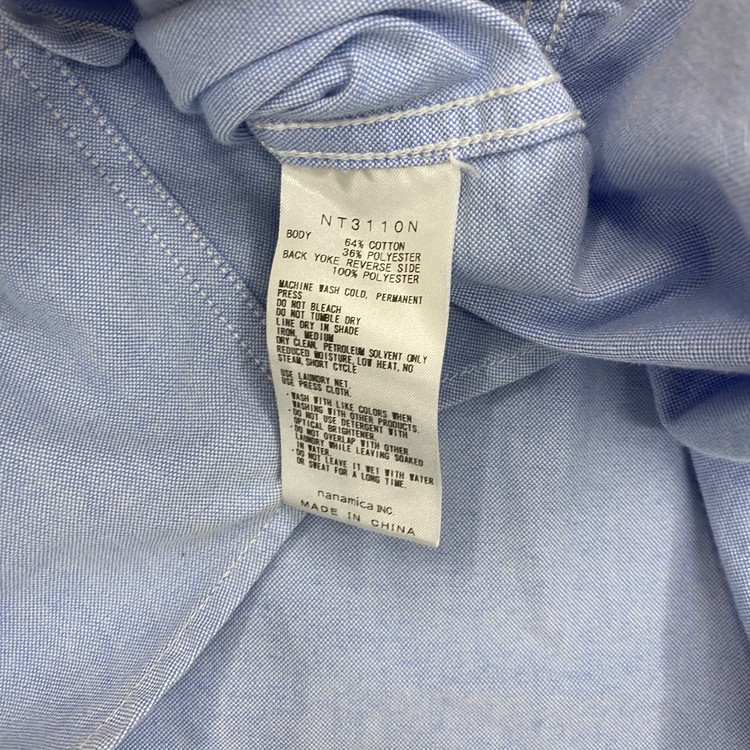 NT3110N
BODY 64% COTTON
36% POLYESTER
BACK YOKE REVERSE SIDE
100% POLYESTER
MACHINE WASH COLD, PERMANENT
PRESS
DO NOT BLEACH
DO NOT TUMBLE DRY
LINE DRY IN SHADE
IRON, MEDIUM
DRY CLEAN, PETROLEUM SOLVENT ONLY
REDUCED MOISTURE, LOW HEAT, NO
STEAM, SHORT CYCLE
USE LAUNDRY NET.
USE PRESS CLOTH.
・WASH WITH LIKE COLORS WHEN
WASHING WITH OTHER PRODUCTS.
・DO NOT USE DETERGENT WITH
OPTICAL BRIGHTENER.
・DO NOT OVERLAP WITH OTHER
LAUNDRY WHILE LEAVING SOAKED
IN WATER.
・DO NOT LEAVE IT WET WITH WATER
OR SWEAT FOR A LONG TIME.
nanamica INC.
MADE IN CHINA